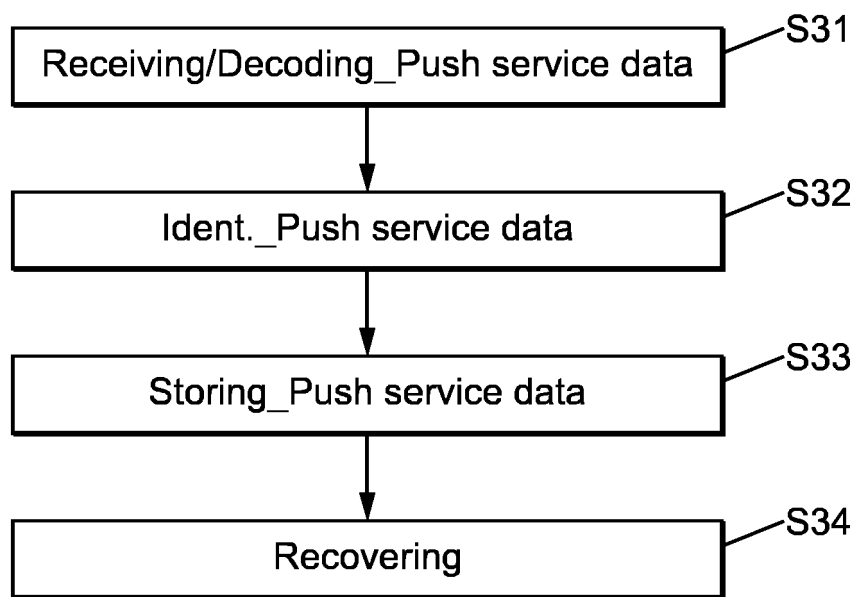 S31
Receiving/Decoding_Push service data
S32
Ident._Push service data
S33
Storing_Push service data
S34
Recovering